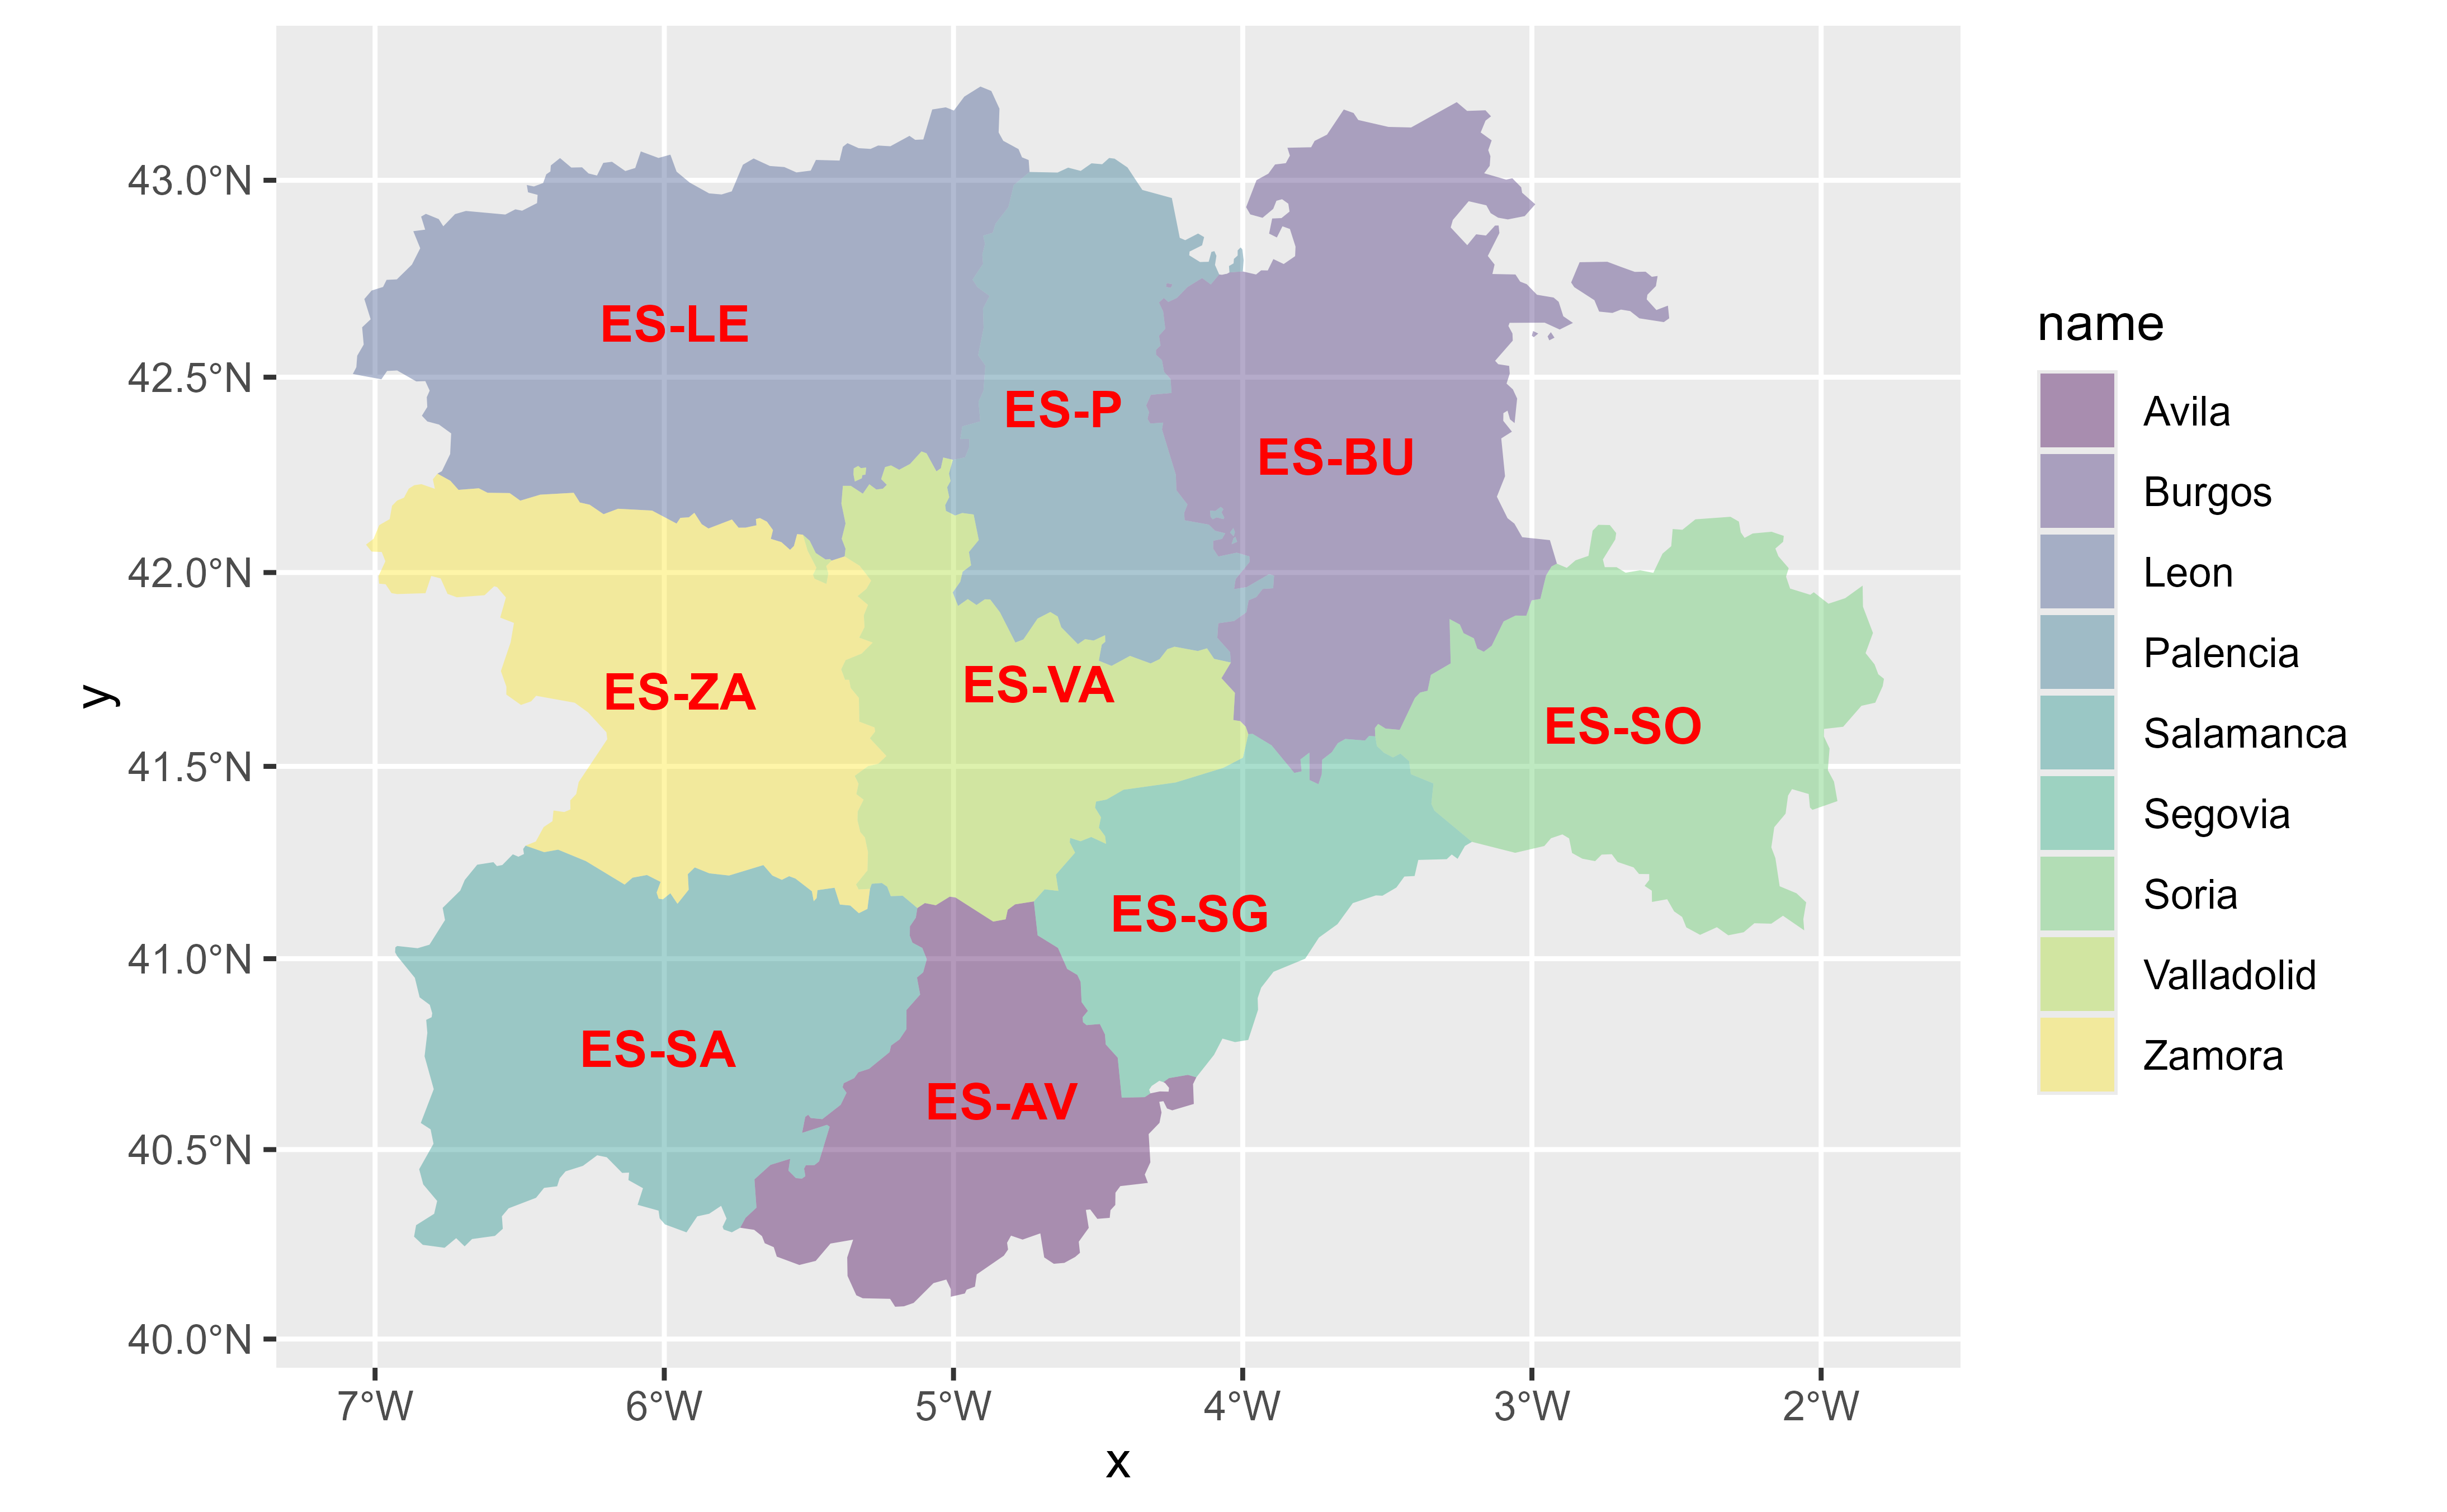 43.0°N
42.5°N
42.0°N
41.5°N
41.0°N
40.5°N
40.0°N
y
ES-LE
ES-P
ES-BU
ES-ZA
ES-VA
ES-SO
ES-SG
ES-SA
ES-AV
7°W 6°W 5°W 4°W 3°W 2°W
x
name
Avila
Burgos
Leon
Palencia
Salamanca
Segovia
Soria
Valladolid
Zamora